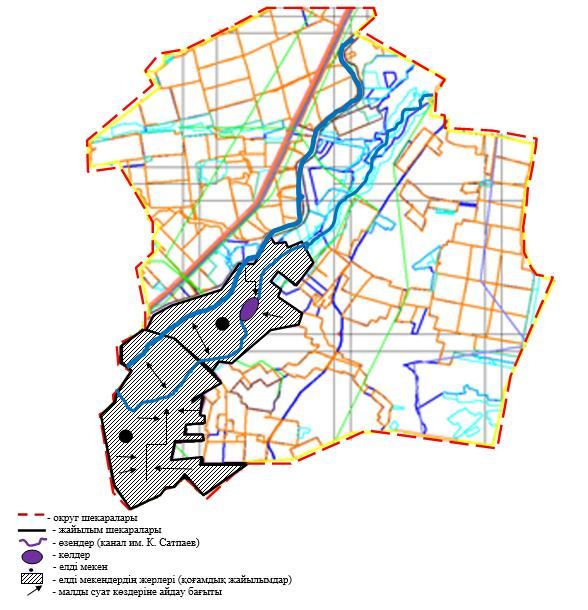 - округ шекаралары
- жайылым шекаралары
- өзендер (канал им. К. Сатпаев)
- көлдер
- елді мекен
- елді мекендердің жерлері (қоғамдық жайылымдар)
- малды суат көздеріне айдау бағыты